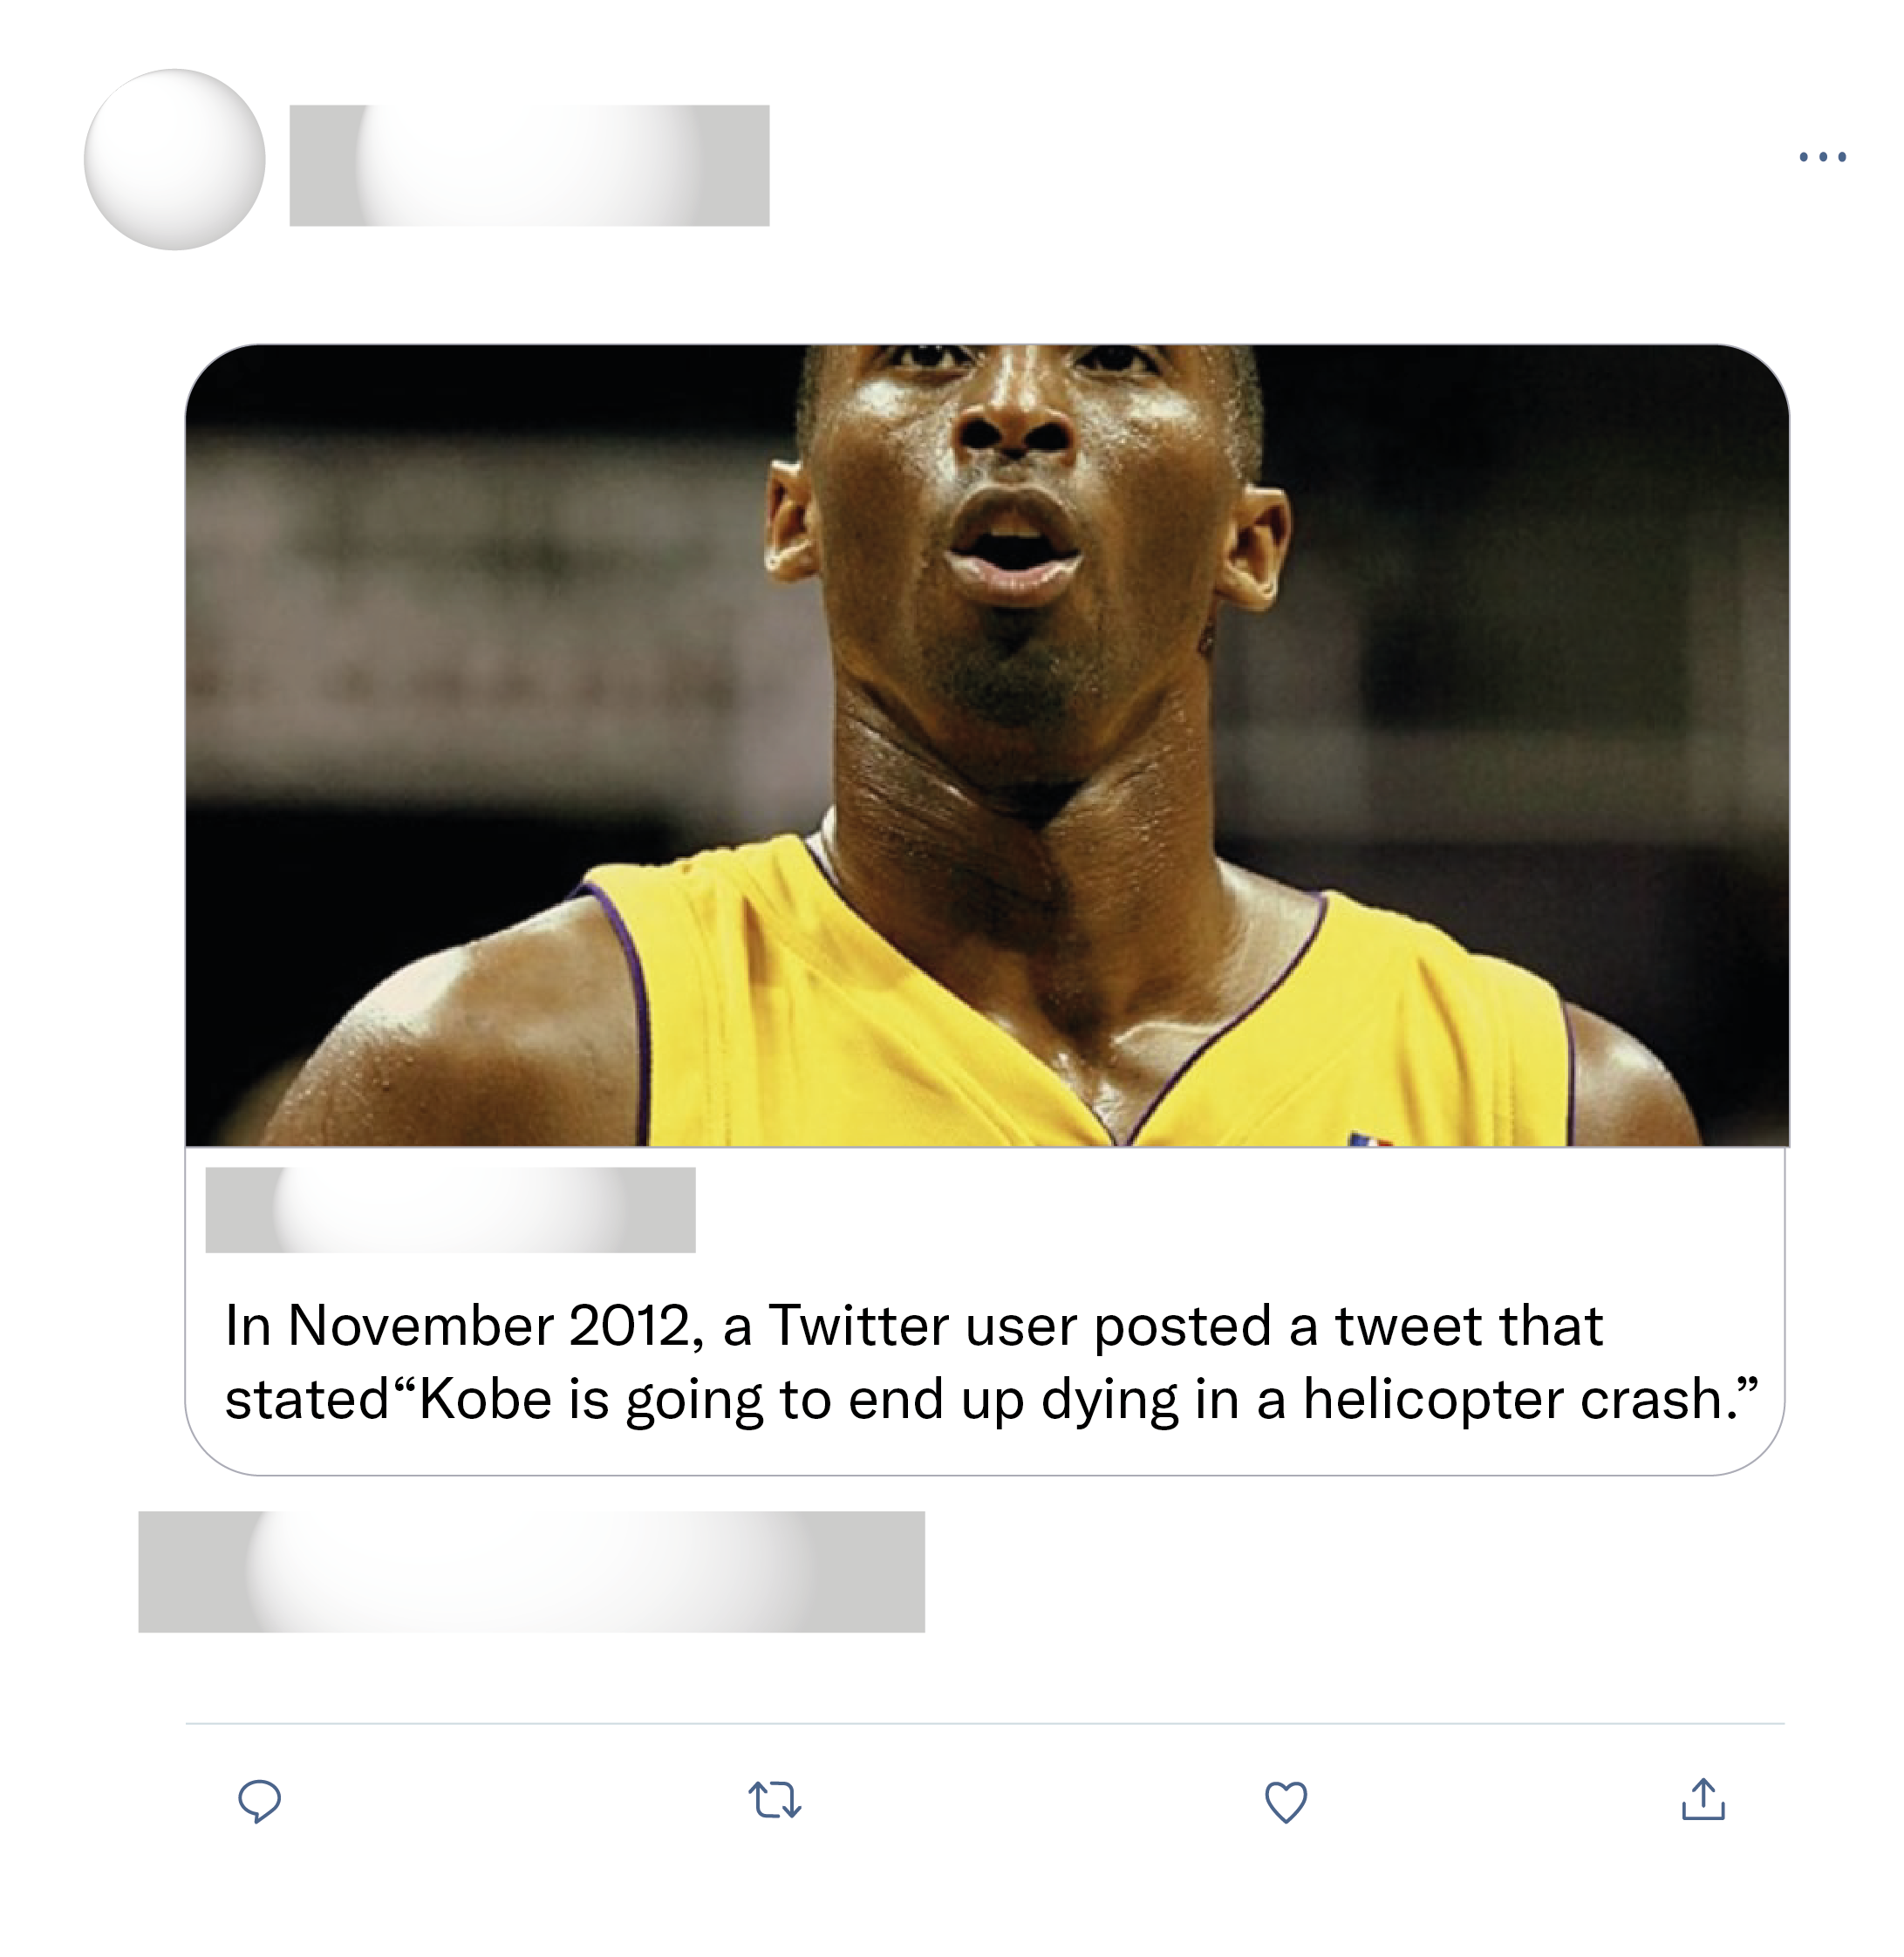 In November 2012, a Twitter user posted a tweet that
stated“Kobe is going to end up dying in a helicopter crash.”